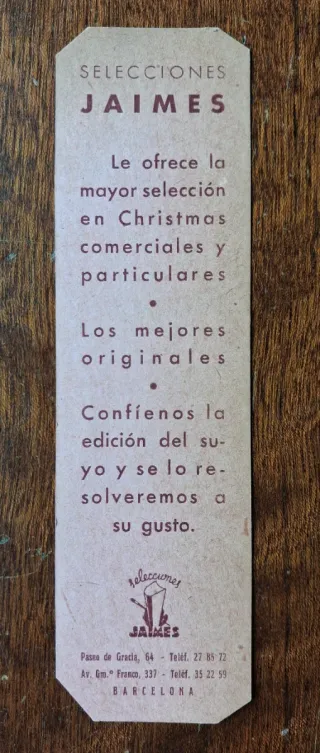 SELECCIONES
JAIMES
Le ofrece la
mayor selección
en Christmas
comerciales y
particulares
•
Los mejores
originales
•
Confíenos la
edición del su-
yo y se lo re-
solveremos a
su gusto.
selecciones
JAIMES
Paseo de Gracia, 64 - Teléf. 27 85 72
Av. Gm.º Franco, 337 - Teléf. 35 22 59
BARCELONA